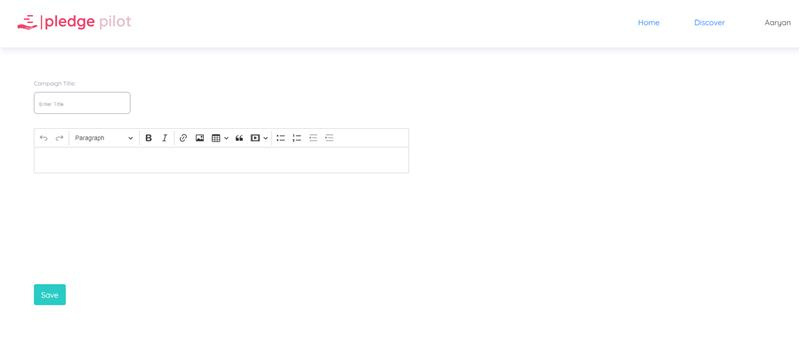 pledge pilot
Home
Discover
Aaryan
Campaign Title:
Enter Title
Paragraph
B I
Save